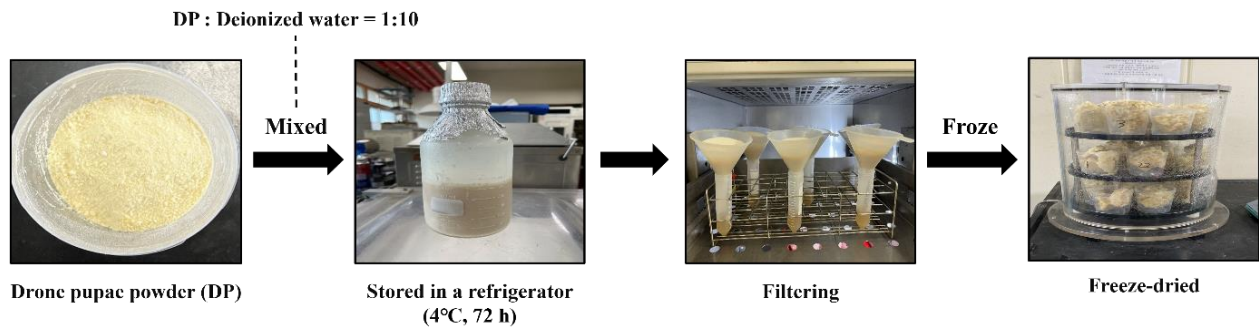 DP : Deionized water = 1:10
Mixed
Froze
Drone pupae powder (DP)
Stored in a refrigerator
(4°C, 72 h)
Filtering
Freeze-dried